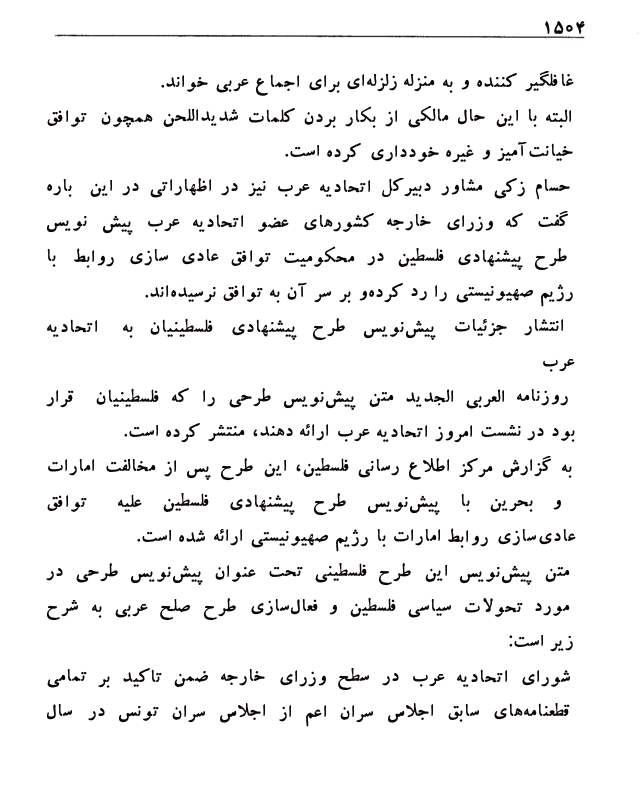 ۱۵۰۴
غافلگیر کننده و به منزله زلزله‌ای برای اجماع عربی خواند.
البته با این حال مالکی از بکار بردن کلمات شدیداللحن همچون توافق
خیانت‌آمیز و غیره خودداری کرده است.
حسام زکی مشاور دبیرکل اتحادیه عرب نیز در اظهاراتی در این باره
گفت که وزرای خارجه کشورهای عضو اتحادیه عرب پیش نویس
طرح پیشنهادی فلسطین در محکومیت توافق عادی سازی روابط با
رژیم صهیونیستی را رد کرده‌و بر سر آن به توافق نرسیده‌اند.
انتشار جزئیات پیش‌نویس طرح پیشنهادی فلسطینیان به اتحادیه
عرب
روزنامه العربی الجدید متن پیش‌نویس طرحی را که فلسطینیان قرار
بود در نشست امروز اتحادیه عرب ارائه دهند، منتشر کرده است.
به گزارش مرکز اطلاع رسانی فلسطین، این طرح پس از مخالفت امارات
و بحرین با پیش‌نویس طرح پیشنهادی فلسطین علیه توافق
عادی‌سازی روابط امارات با رژیم صهیونیستی ارائه شده است.
متن پیش‌نویس این طرح فلسطینی تحت عنوان پیش‌نویس طرحی در
مورد تحولات سیاسی فلسطین و فعال‌سازی طرح صلح عربی به شرح
زیر است:
شورای اتحادیه عرب در سطح وزرای خارجه ضمن تاکید بر تمامی
قطعنامه‌های سابق اجلاس سران اعم از اجلاس سران تونس در سال